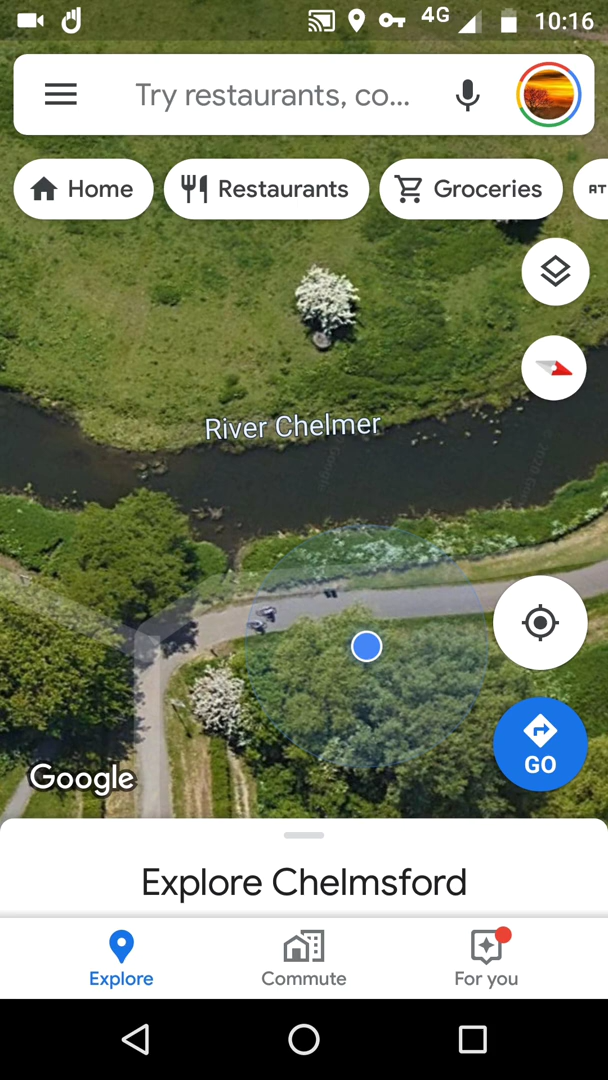 4G 10:16
Try restaurants, co...
Home Restaurants Groceries AT
River Chelmer
GO
Google
Explore Chelmsford
Explore Commute For you